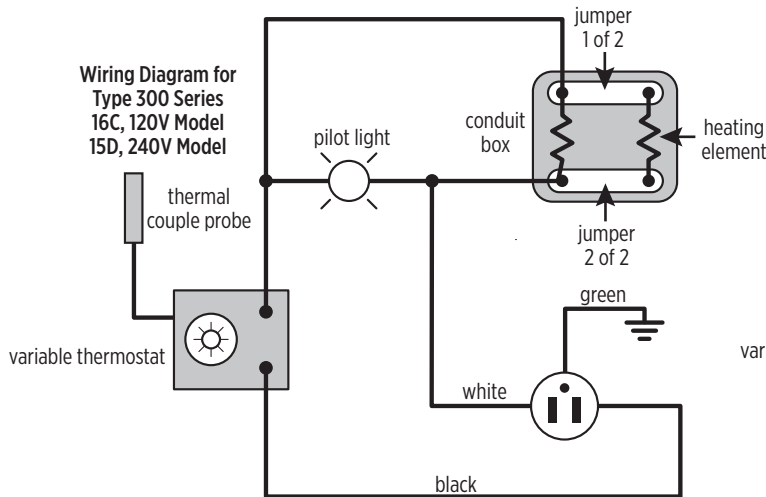 jumper
1 of 2
Wiring Diagram for
Type 300 Series
16C, 120V Model
15D, 240V Model
pilot light
conduit
box
heating
element
thermal
couple probe
jumper
2 of 2
green
variable thermostat
var
white
black